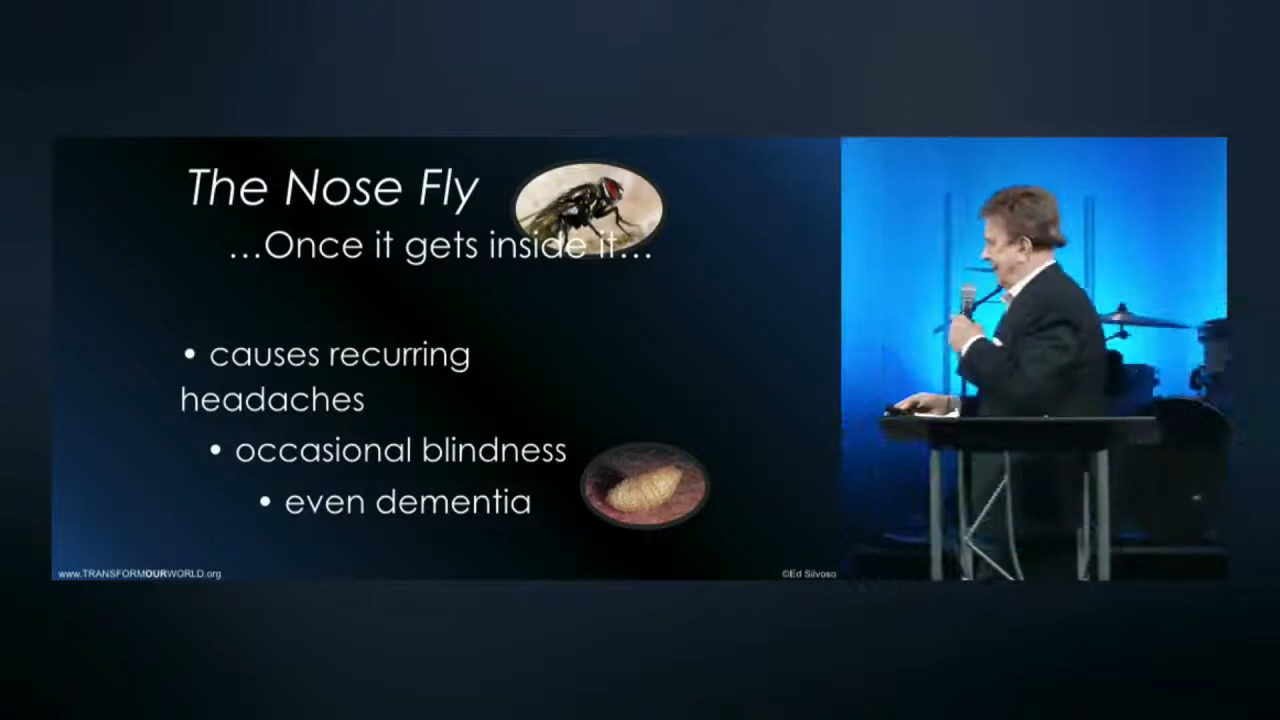 The Nose Fly
...Once it gets inside it...
• causes recurring
headaches
• occasional blindness
• even dementia
www.TRANSFORMOURWORLD.org
©Ed Silvoso